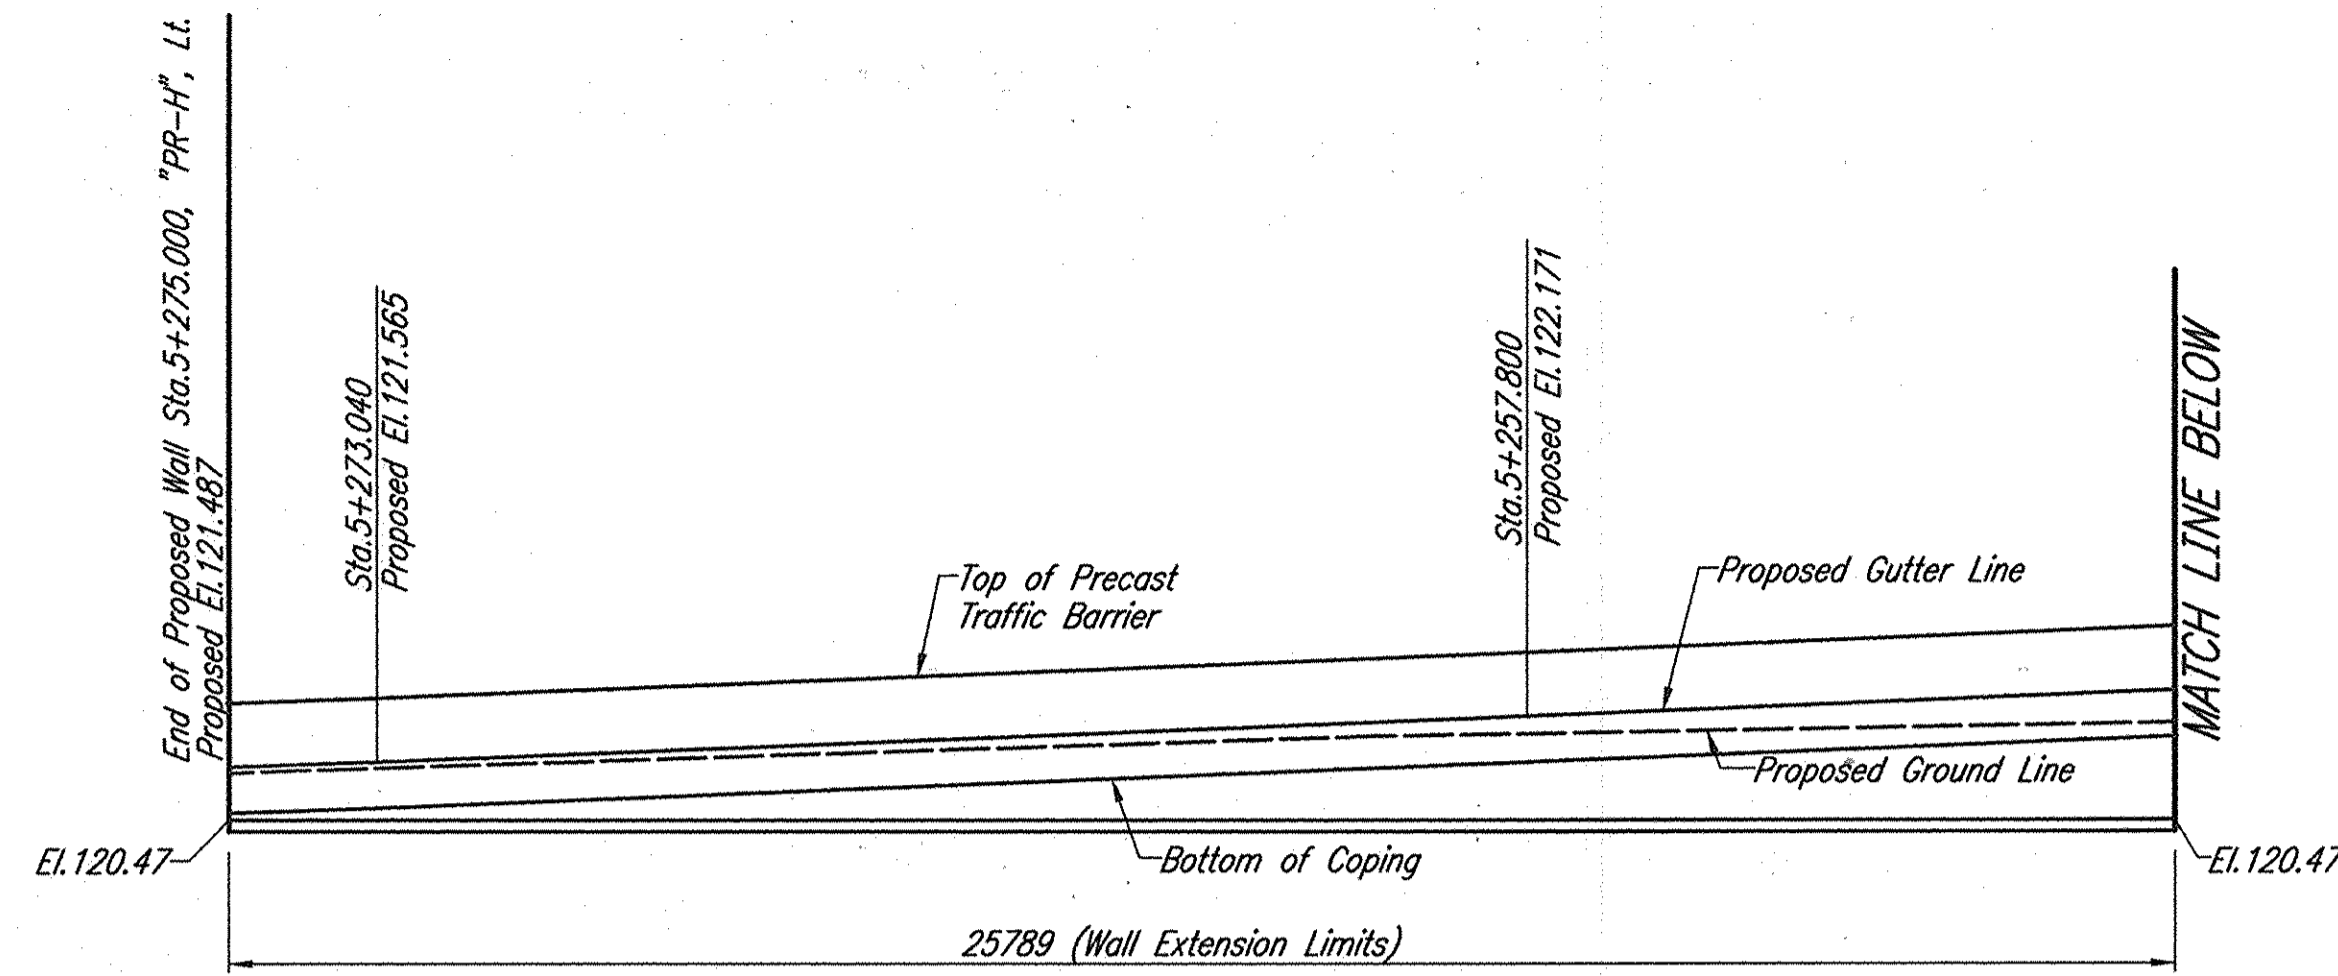 End of Proposed Wall Sta.5+275.000, "PR-H", Lt.
Proposed El.121.487
Sta.5+273.040
Proposed El.121.565
Sta.5+257.800
Proposed El.122.171
MATCH LINE BELOW
Top of Precast
Traffic Barrier
Proposed Gutter Line
Proposed Ground Line
Bottom of Coping
El.120.47
El.120.47
25789 (Wall Extension Limits)